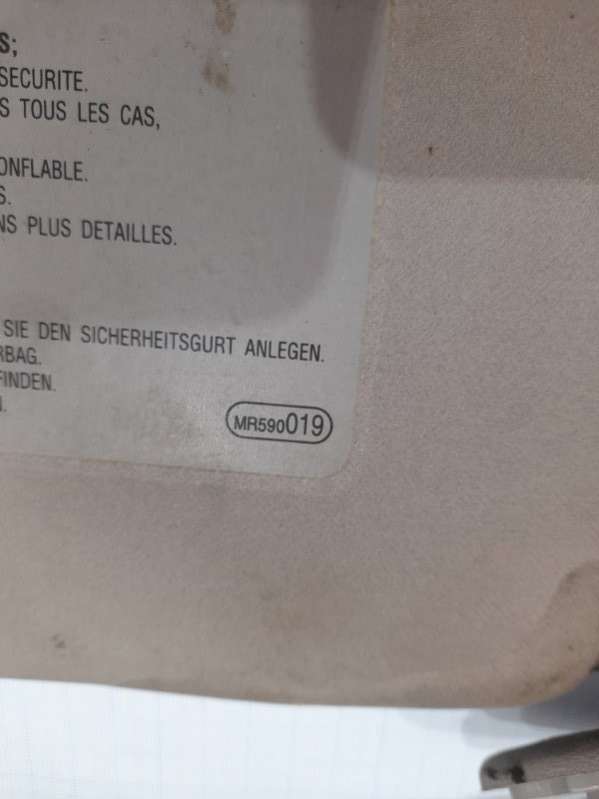 S;
SECURITE.
S TOUS LES CAS,
ONFLABLE.
S.
NS PLUS DETAILLES.
SIE DEN SICHERHEITSGURT ANLEGEN.
RBAG.
FINDEN.
N.
MR590019